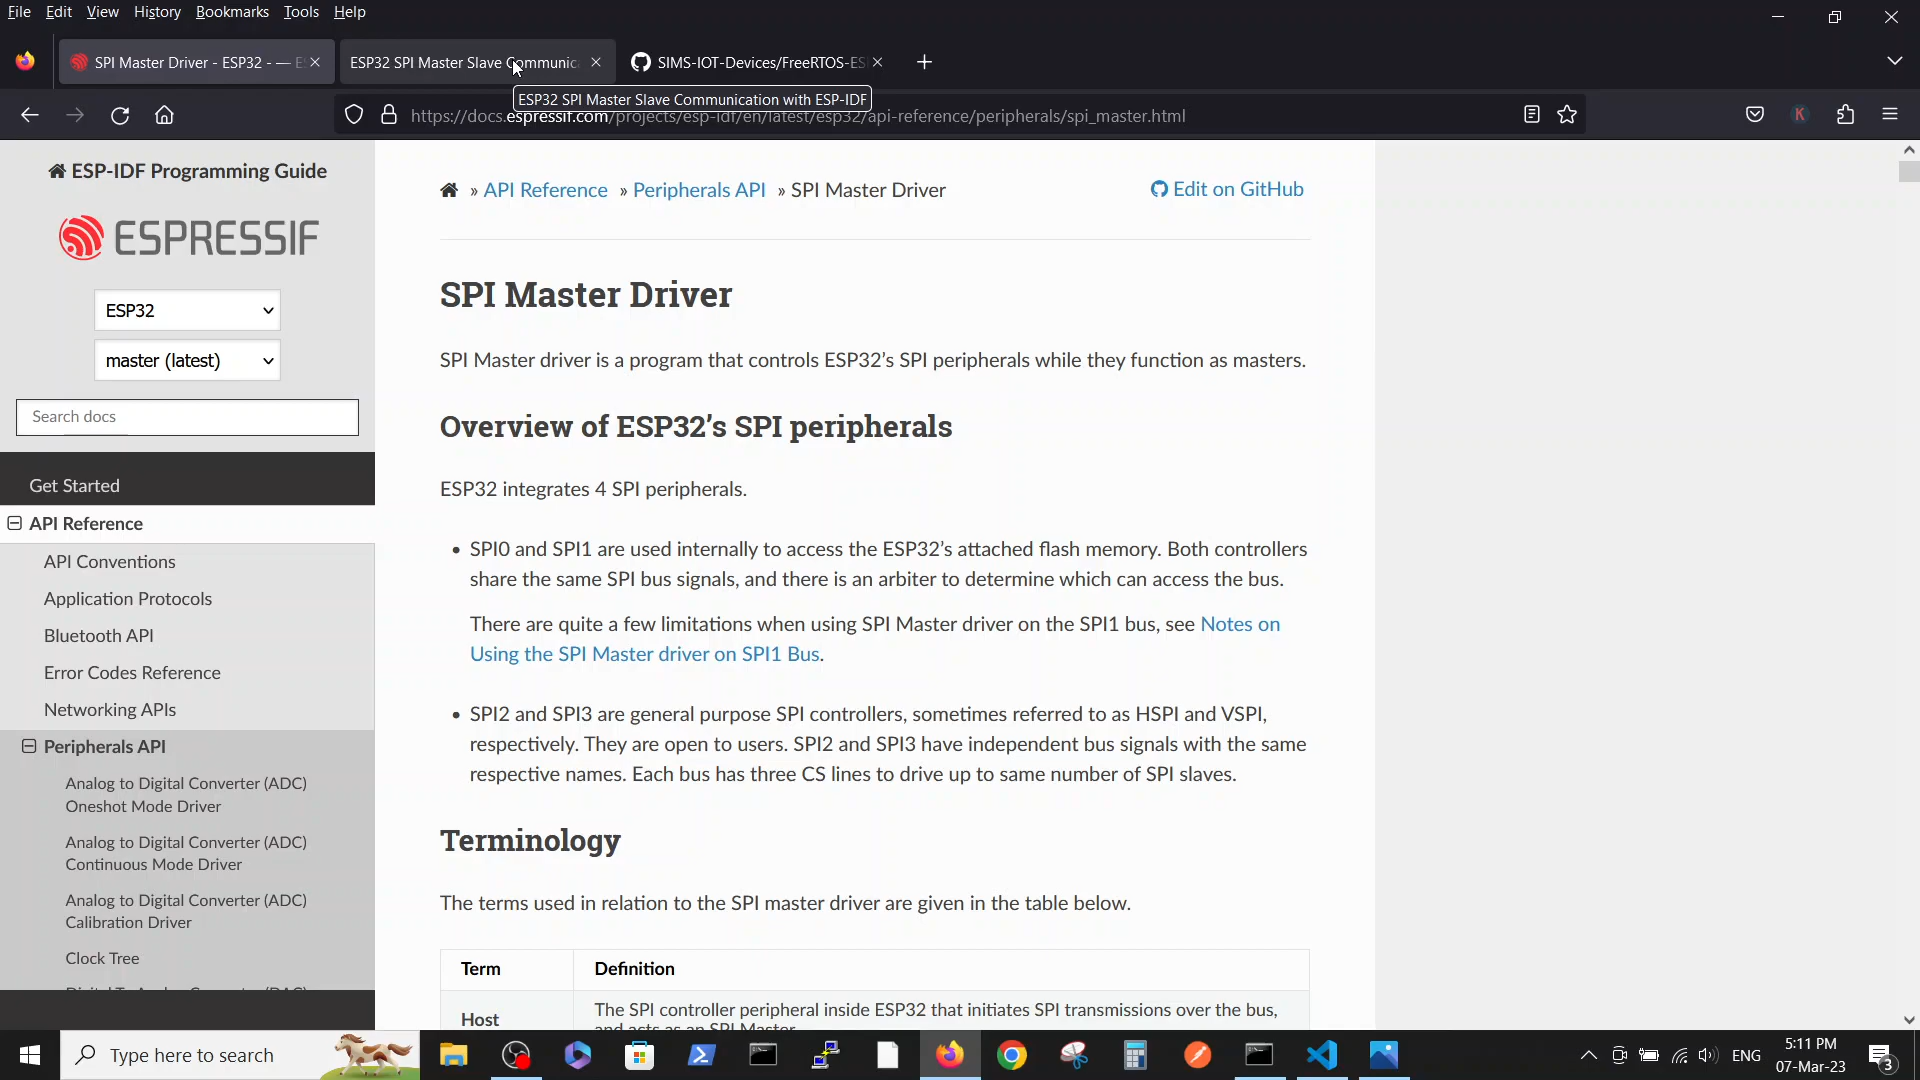 File Edit View History Bookmarks Tools Help
SPI Master Driver - ESP32 - — E
ESP32 SPI Master Slave Communic
SIMS-IOT-Devices/FreeRTOS-ES
ESP32 SPI Master Slave Communication with ESP-IDF
https://docs.espressif.com/projects/esp-idf/en/latest/esp32/api-reference/peripherals/spi_master.html
K
ESP-IDF Programming Guide
ESPRESSIF
ESP32
master (latest)
Search docs
Get Started
API Reference
API Conventions
Application Protocols
Bluetooth API
Error Codes Reference
Networking APIs
Peripherals API
Analog to Digital Converter (ADC)
Oneshot Mode Driver
Analog to Digital Converter (ADC)
Continuous Mode Driver
Analog to Digital Converter (ADC)
Calibration Driver
Clock Tree
» API Reference » Peripherals API » SPI Master Driver
Edit on GitHub
SPI Master Driver
SPI Master driver is a program that controls ESP32’s SPI peripherals while they function as masters.
Overview of ESP32’s SPI peripherals
ESP32 integrates 4 SPI peripherals.
• SPI0 and SPI1 are used internally to access the ESP32’s attached flash memory. Both controllers
share the same SPI bus signals, and there is an arbiter to determine which can access the bus.
There are quite a few limitations when using SPI Master driver on the SPI1 bus, see Notes on
Using the SPI Master driver on SPI1 Bus.
• SPI2 and SPI3 are general purpose SPI controllers, sometimes referred to as HSPI and VSPI,
respectively. They are open to users. SPI2 and SPI3 have independent bus signals with the same
respective names. Each bus has three CS lines to drive up to same number of SPI slaves.
Terminology
The terms used in relation to the SPI master driver are given in the table below.
Term Definition
Host The SPI controller peripheral inside ESP32 that initiates SPI transmissions over the bus,
and acts as an SPI Master.
Type here to search
ENG
5:11 PM
07-Mar-23
3